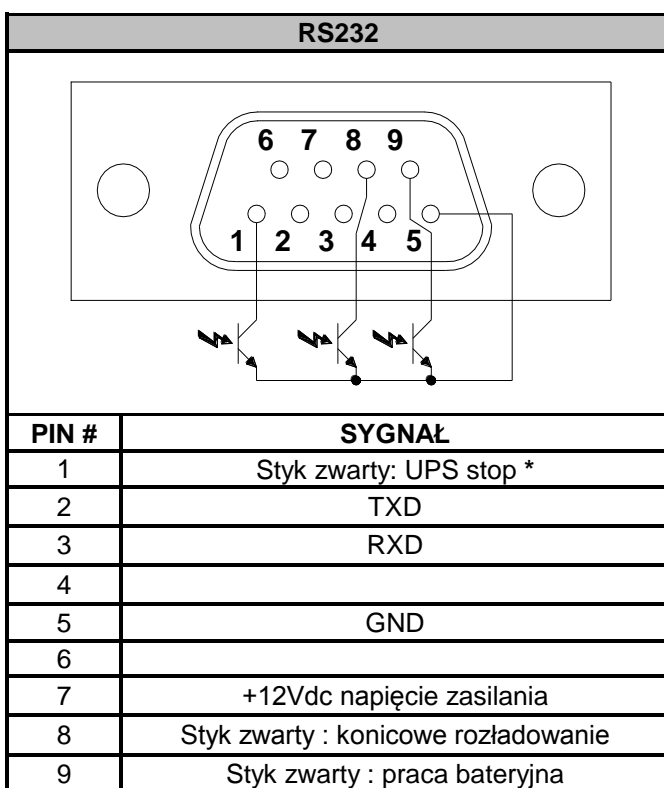 RS232
6 7 8 9
1 2 3 4 5
PIN # SYGNAŁ
1 Styk zwarty: UPS stop *
2 TXD
3 RXD
4
5 GND
6
7 +12Vdc napięcie zasilania
8 Styk zwarty : konicowe rozładowanie
9 Styk zwarty : praca bateryjna